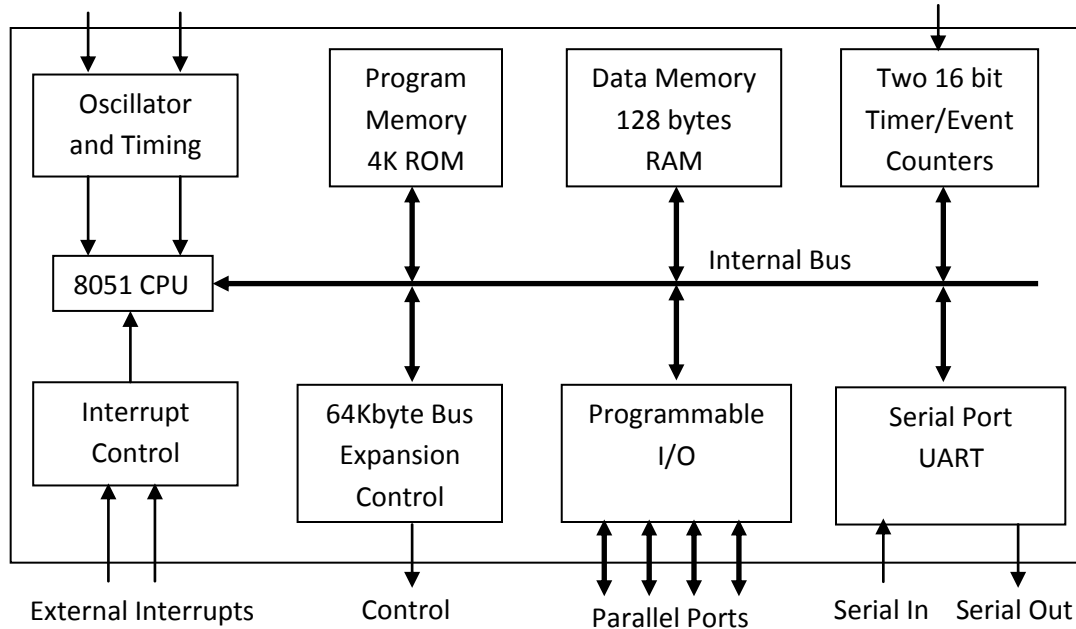 Oscillator
and Timing
Program
Memory
4K ROM
Data Memory
128 bytes
RAM
Two 16 bit
Timer/Event
Counters
Internal Bus
8051 CPU
Interrupt
Control
64Kbyte Bus
Expansion
Control
Programmable
I/O
Serial Port
UART
External Interrupts
Control
Parallel Ports
Serial In
Serial Out